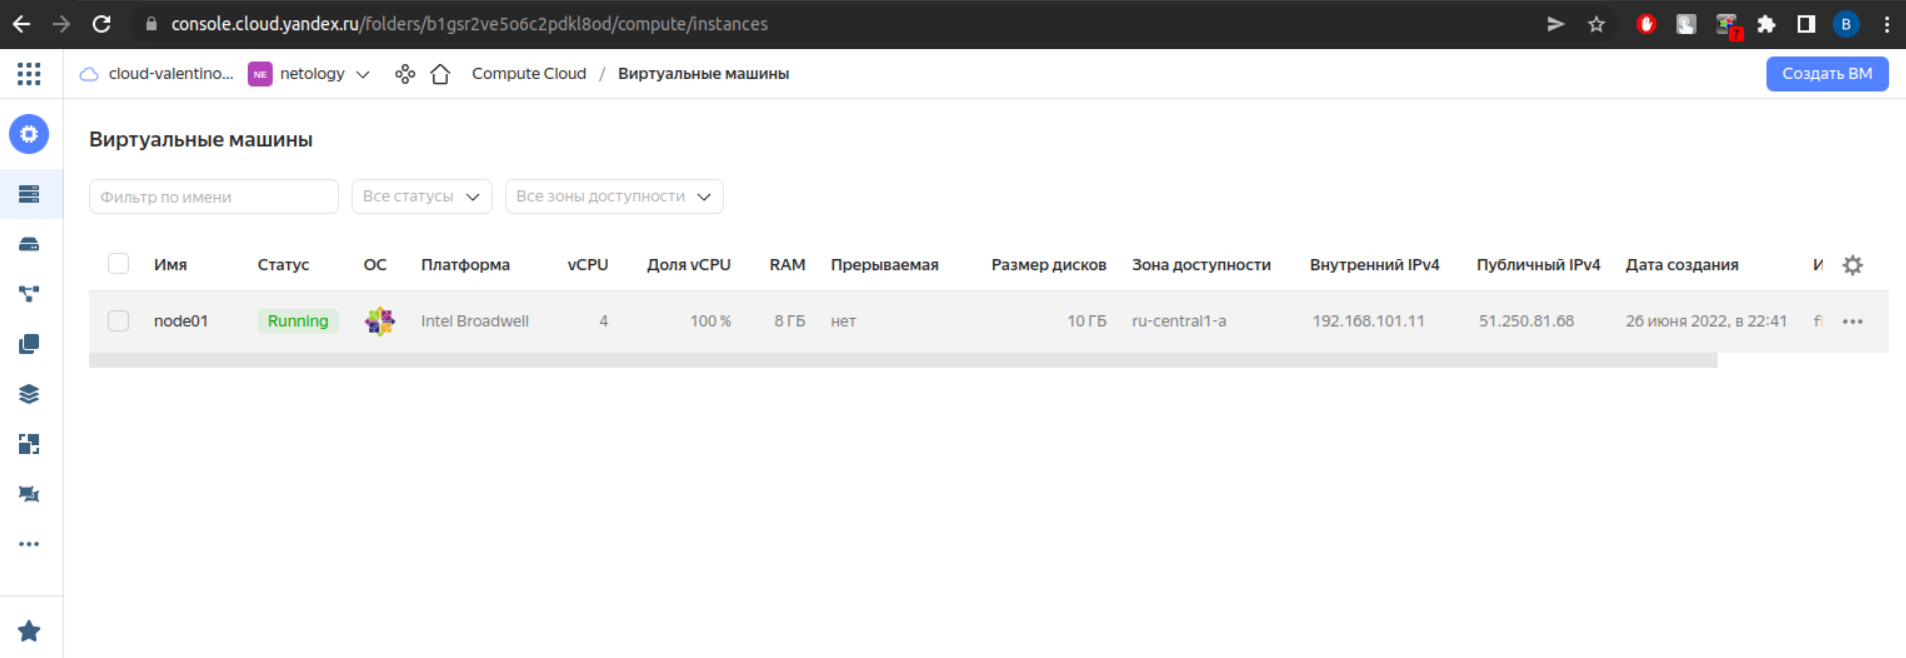 console.cloud.yandex.ru/folders/b1gsr2ve5o6c2pdkl8od/compute/instances ? B
cloud-valentino... NE netology Compute Cloud / Виртуальные машины Создать ВМ
Виртуальные машины
Фильтр по имени Все статусы Все зоны доступности
Имя Статус ОС Платформа vCPU Доля vCPU RAM Прерываемая Размер дисков Зона доступности Внутренний IPv4 Публичный IPv4 Дата создания
node01 Running Intel Broadwell 4 100 % 8 ГБ нет 10 ГБ ru-central1-a 192.168.101.11 51.250.81.68 26 июня 2022, в 22:41